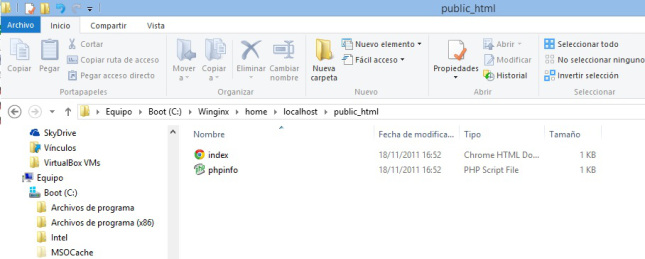 public_html
Archivo Inicio Compartir Vista
Copiar Pegar Cortar Copiar ruta de acceso Pegar acceso directo
Portapapeles
Mover a Copiar a Eliminar Cambiar nombre
Organizar
Nueva carpeta Nuevo elemento Fácil acceso
Nuevo
Propiedades Abrir Modificar Historial
Abrir
Seleccionar todo No seleccionar ninguno Invertir selección
Seleccionar
Equipo Boot (C:) Winginx home localhost public_html
SkyDrive
Vínculos
VirtualBox VMs
Equipo
Boot (C:)
Archivos de programa
Archivos de programa (x86)
Intel
MSOCache
Nombre Fecha de modifica... Tipo Tamaño
index 18/11/2011 16:52 Chrome HTML Do... 1 KB
phpinfo 18/11/2011 16:52 PHP Script File 1 KB